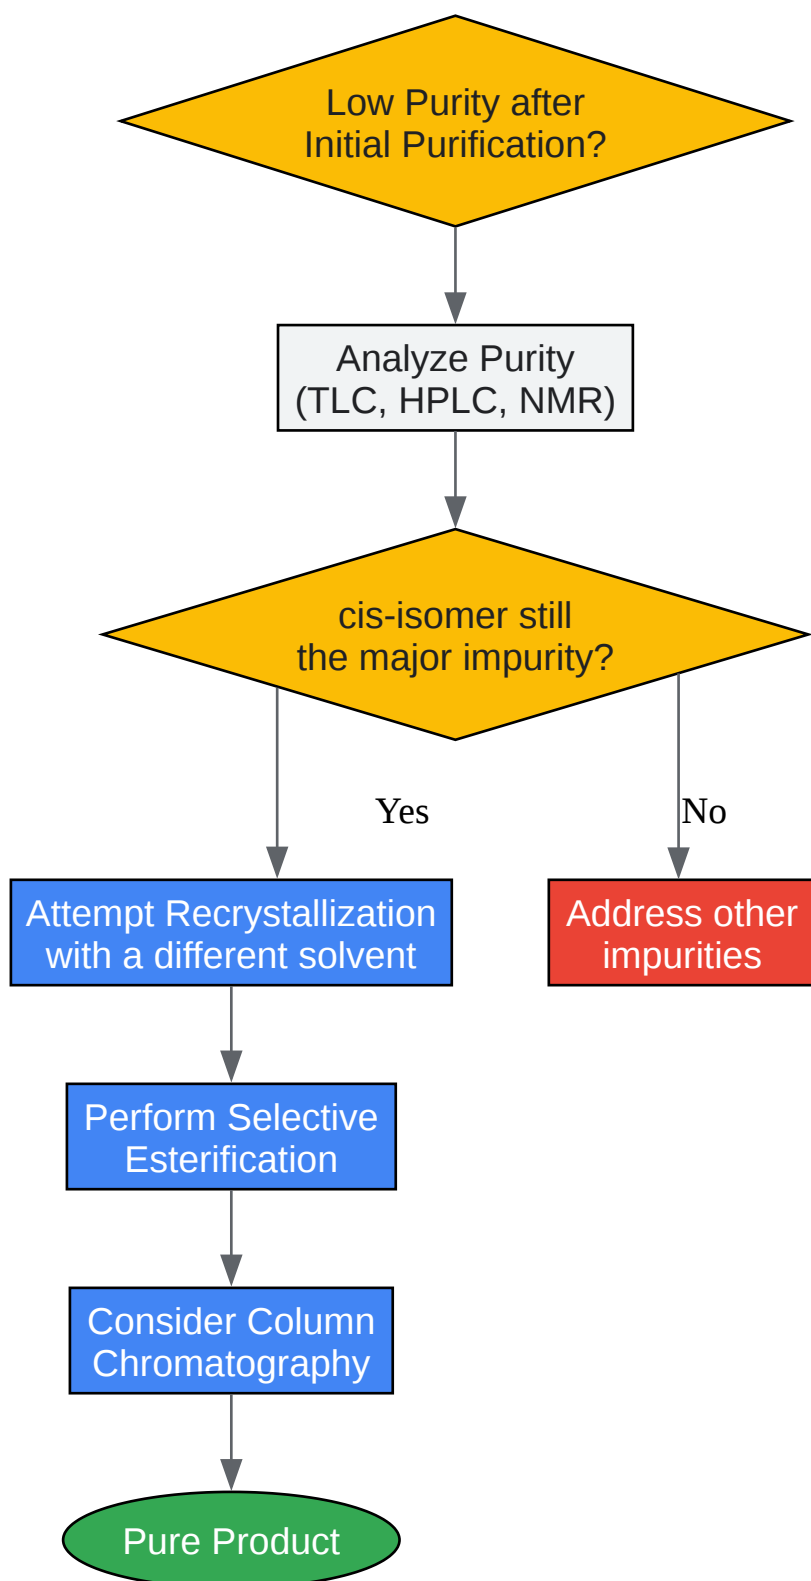 Low Purity after
Initial Purification?
Analyze Purity
(TLC, HPLC, NMR)
cis-isomer still
the major impurity?
Yes
No
Attempt Recrystallization
with a different solvent
Address other
impurities
Perform Selective
Esterification
Consider Column
Chromatography
Pure Product